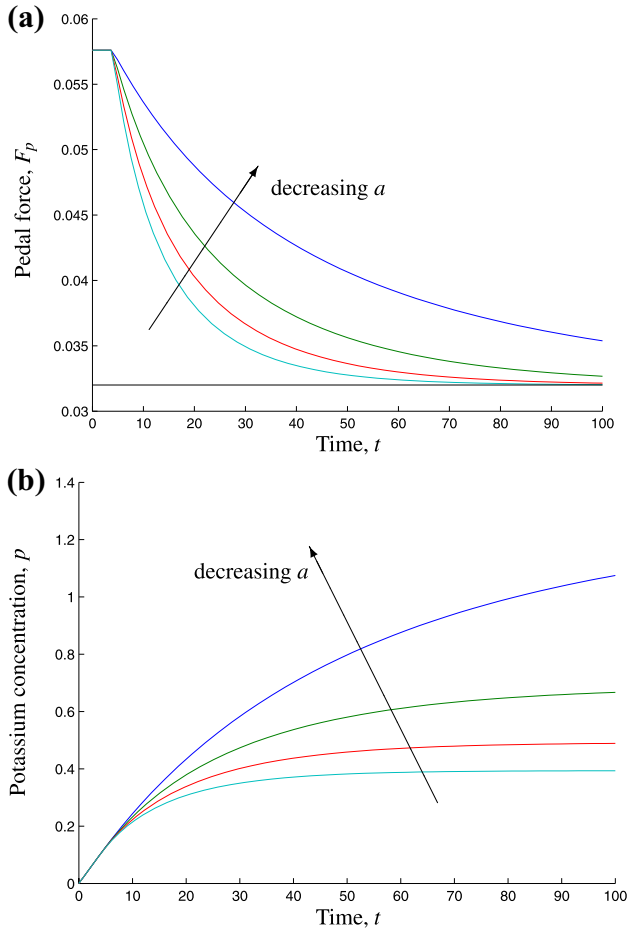 (a)
0.06
0.055
0.05
0.045
0.04
0.035
0.03
Pedal force, Fp
decreasing a
0 10 20 30 40 50 60 70 80 90 100
Time, t
(b)
1.4
1.2
1
0.8
0.6
0.4
0.2
0
Potassium concentration, p
decreasing a
0 10 20 30 40 50 60 70 80 90 100
Time, t